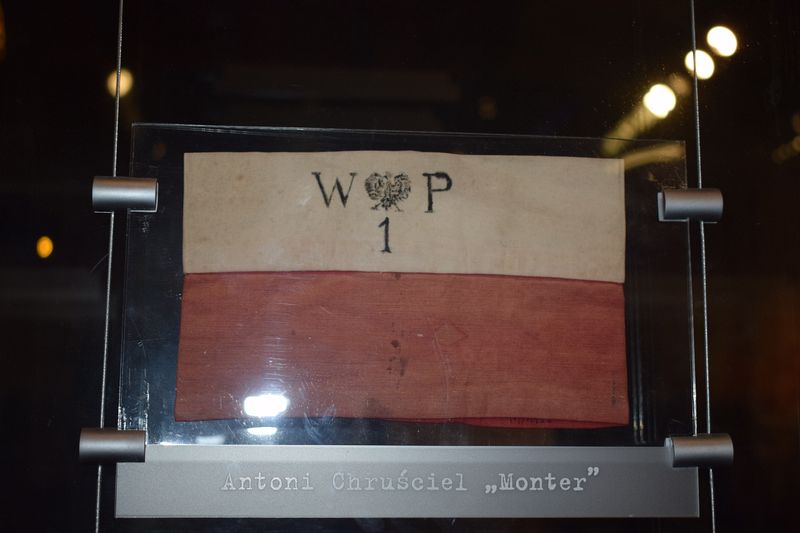 W P
1
Antoni Chruściel „Monter”